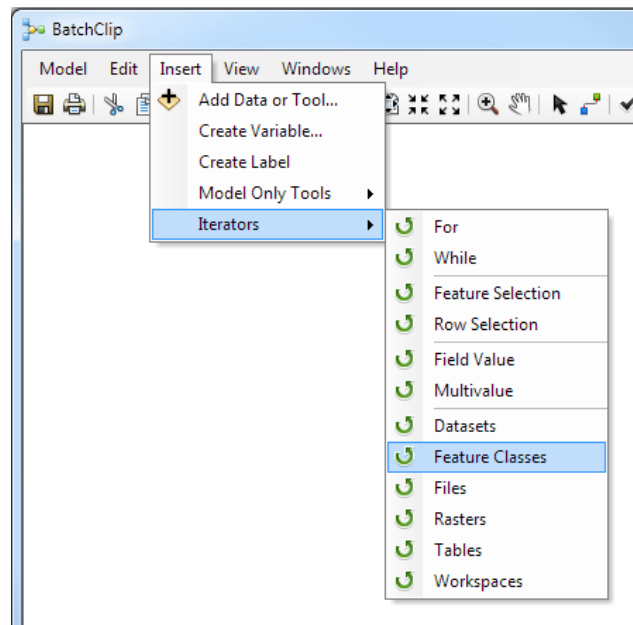 BatchClip
Model Edit Insert View Windows Help
Add Data or Tool...
Create Variable...
Create Label
Model Only Tools
Iterators
For
While
Feature Selection
Row Selection
Field Value
Multivalue
Datasets
Feature Classes
Files
Rasters
Tables
Workspaces